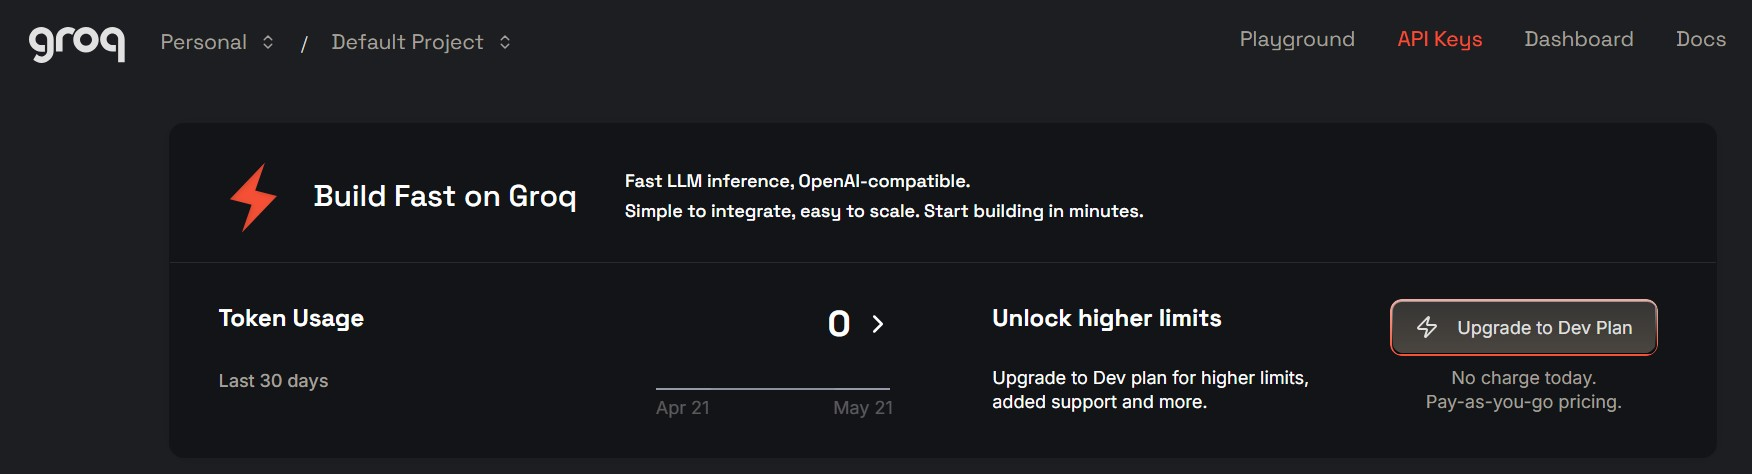 groq
Personal / Default Project
Playground API Keys Dashboard Docs
Build Fast on Groq
Fast LLM inference, OpenAI-compatible.
Simple to integrate, easy to scale. Start building in minutes.
Token Usage
0
Last 30 days
Apr 21 May 21
Unlock higher limits
Upgrade to Dev plan for higher limits,
added support and more.
Upgrade to Dev Plan
No charge today.
Pay-as-you-go pricing.